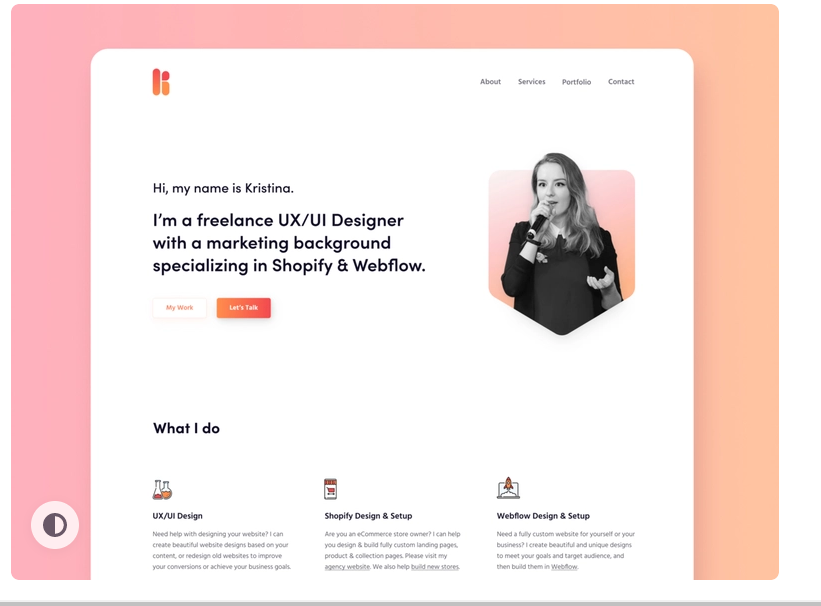 About Services Portfolio Contact
Hi, my name is Kristina.
I'm a freelance UX/UI Designer
with a marketing background
specializing in Shopify & Webflow.
My Work Let's Talk
What I do
UX/UI Design
Need help with designing your website? I can
create beautiful website designs based on your
content, or redesign old websites to improve
your conversions or achieve your business goals.
Shopify Design & Setup
Are you an eCommerce store owner? I can help
you design & build fully custom landing pages,
product & collection pages. Please visit my
agency website. We also help build new stores.
Webflow Design & Setup
Need a fully custom website for yourself or your
business? I create beautiful and unique designs
to meet your goals and target audience, and
then build them in Webflow.